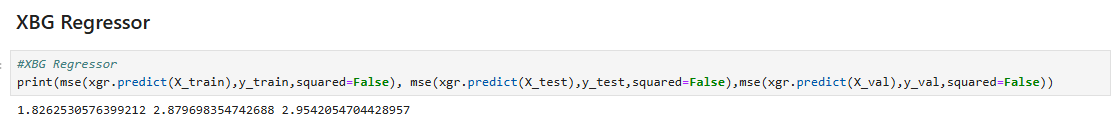 XBG Regressor
#XBG Regressor
print(mse(xgr.predict(X_train),y_train,squared=False), mse(xgr.predict(X_test),y_test,squared=False),mse(xgr.predict(X_val),y_val,squared=False))
1.8262530576399212 2.879698354742688 2.9542054704428957